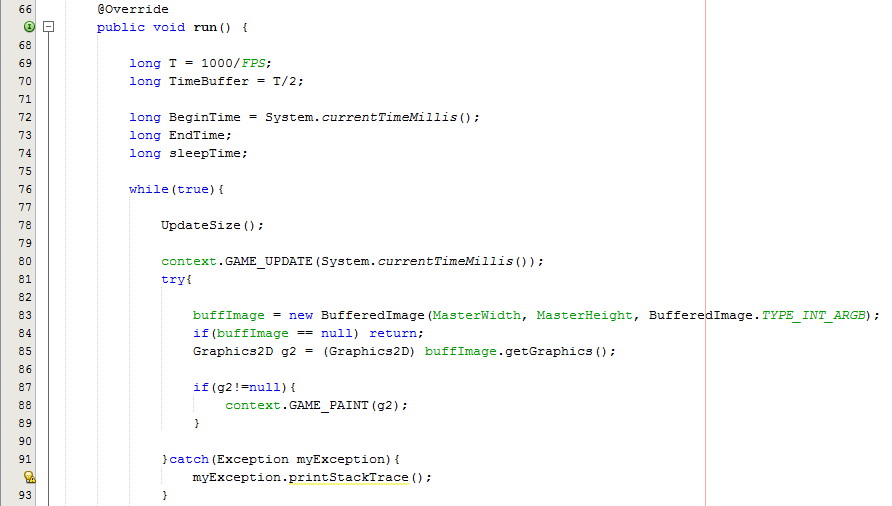 66 @Override
public void run() {
68
69 long T = 1000/FPS;
70 long TimeBuffer = T/2;
71
72 long BeginTime = System.currentTimeMillis();
73 long EndTime;
74 long sleepTime;
75
76 while(true){
77
78 UpdateSize();
79
80 context.GAME_UPDATE(System.currentTimeMillis());
81 try{
82
83 buffImage = new BufferedImage(MasterWidth, MasterHeight, BufferedImage.TYPE_INT_ARGB);
84 if(buffImage == null) return;
85 Graphics2D g2 = (Graphics2D) buffImage.getGraphics();
86
87 if(g2!=null){
88 context.GAME_PAINT(g2);
89 }
90
91 }catch(Exception myException){
myException.printStackTrace();
93 }